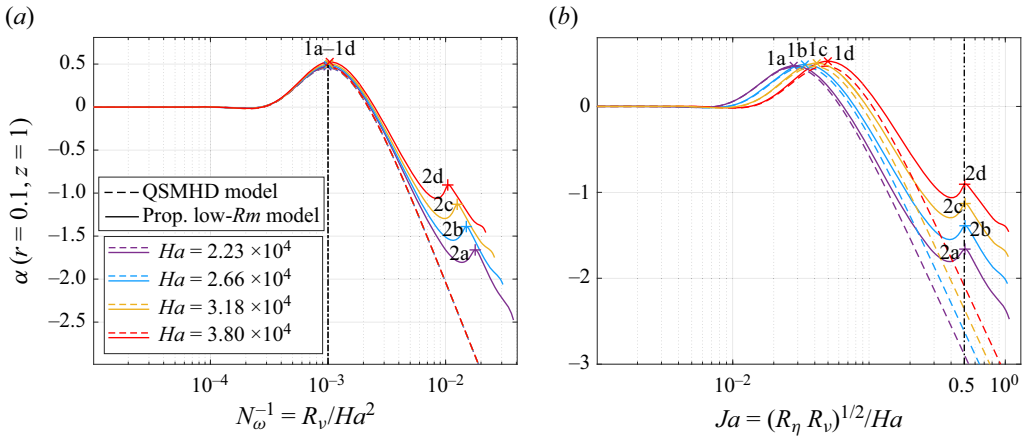 (a)
0.5
0
−0.5
−1.0
−1.5
−2.0
−2.5
α (r = 0.1, z = 1)
1a–1d
2d
2c
2b
2a
QSMHD model
Prop. low-Rm model
Ha = 2.23 ×10⁴
Ha = 2.66 ×10⁴
Ha = 3.18 ×10⁴
Ha = 3.80 ×10⁴
10⁻⁴
10⁻³
10⁻²
N_ω⁻¹ = R_ν/Ha²
(b)
0
−1
−2
−3
1a
1b
1c
1d
2d
2c
2b
2a
10⁻²
0.5
10⁰
Ja = (R_η R_ν)^1/2/Ha